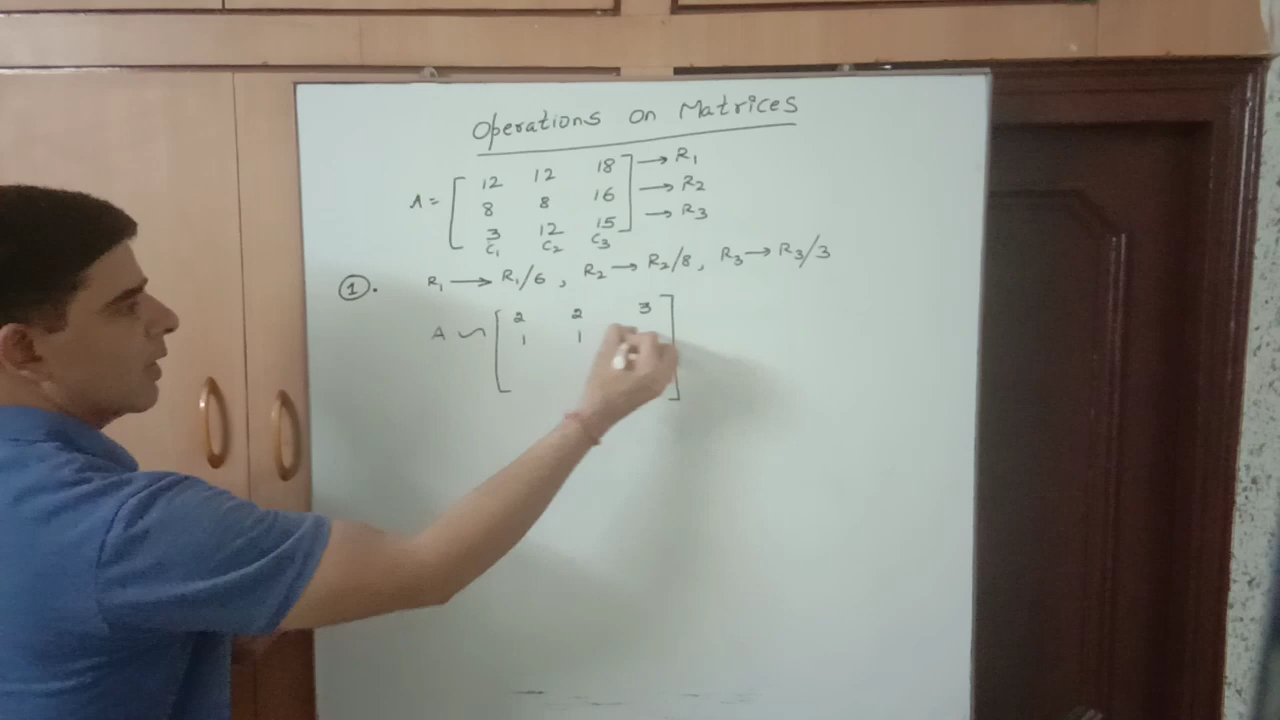 Operations on Matrices
A = [ 12 12 18 ] → R1
8 8 16 → R2
3 12 15 → R3
C1 C2 C3
①. R1 → R1/6 , R2 → R2/8, R3 → R3/3
A ~ [ 2 2 3 ]
1 1